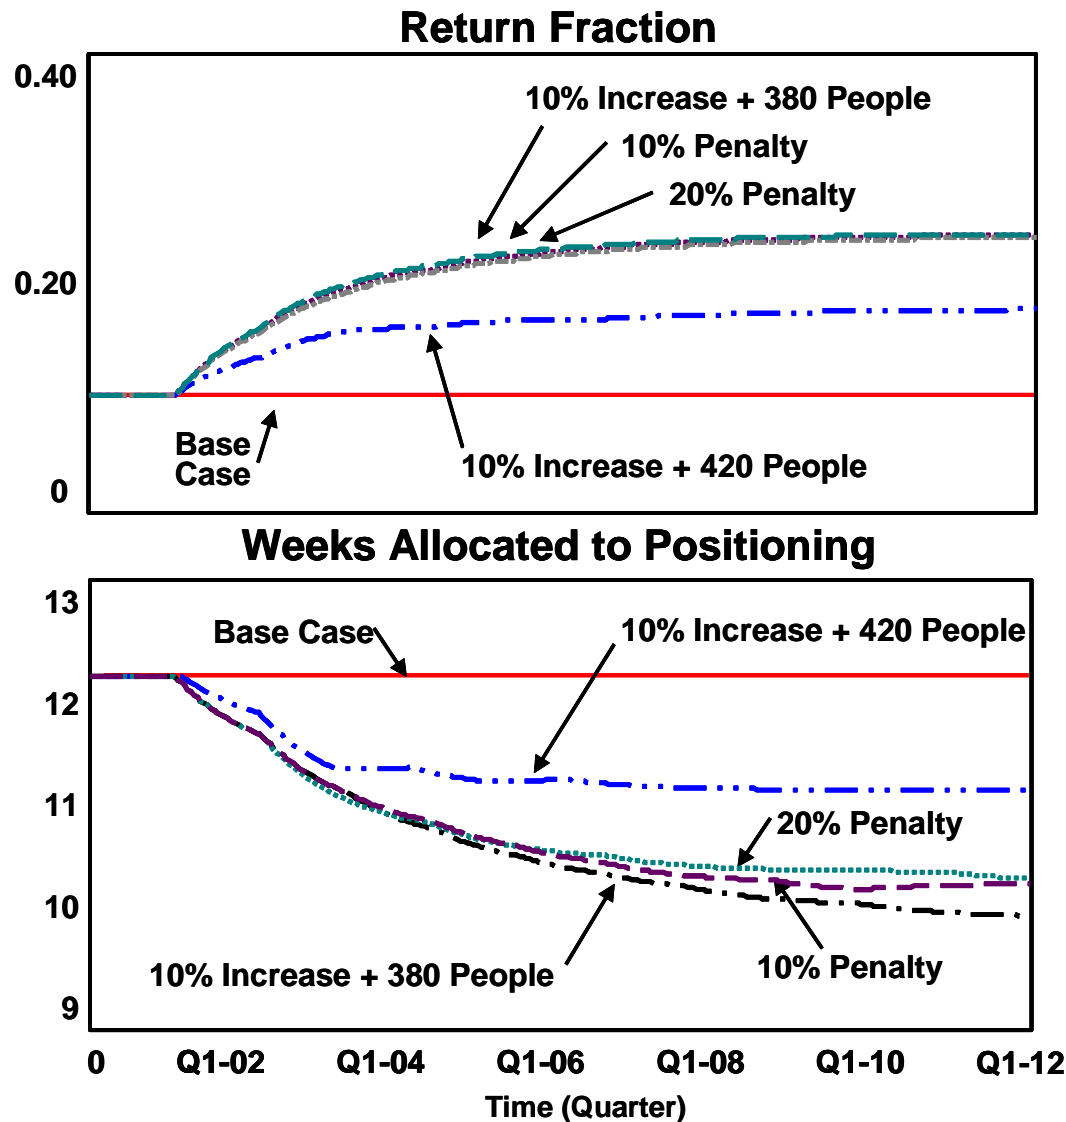 Return Fraction
0.40
10% Increase + 380 People
10% Penalty
20% Penalty
0.20
Base
Case
10% Increase + 420 People
0
Weeks Allocated to Positioning
13
Base Case
10% Increase + 420 People
12
11
20% Penalty
10
10% Increase + 380 People
10% Penalty
9
0 Q1-02 Q1-04 Q1-06 Q1-08 Q1-10 Q1-12
Time (Quarter)